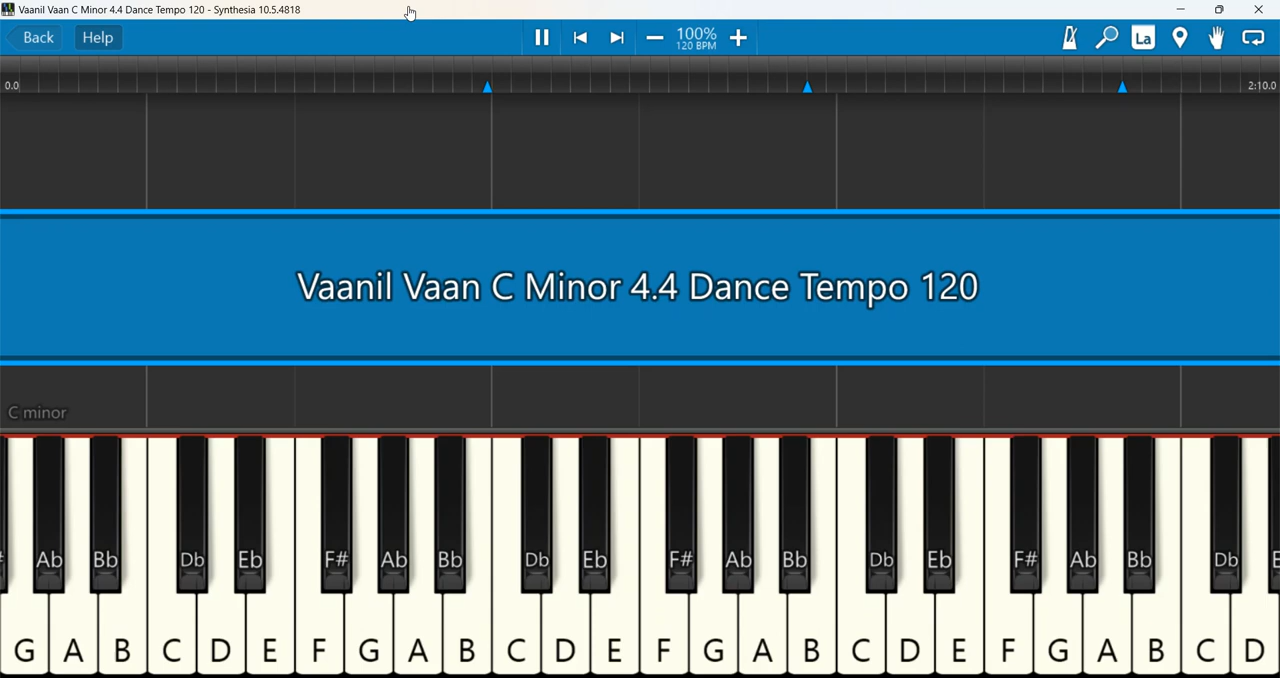 Vaanil Vaan C Minor 4.4 Dance Tempo 120 - Synthesia 10.5.4818
Back Help 100% La
120 BPM
0.0 2:10.0
Vaanil Vaan C Minor 4.4 Dance Tempo 120
C minor
Ab Bb Db Eb F# Ab Bb Db Eb F# Ab Bb Db Eb F# Ab Bb Db
G A B C D E F G A B C D E F G A B C D E F G A B C D